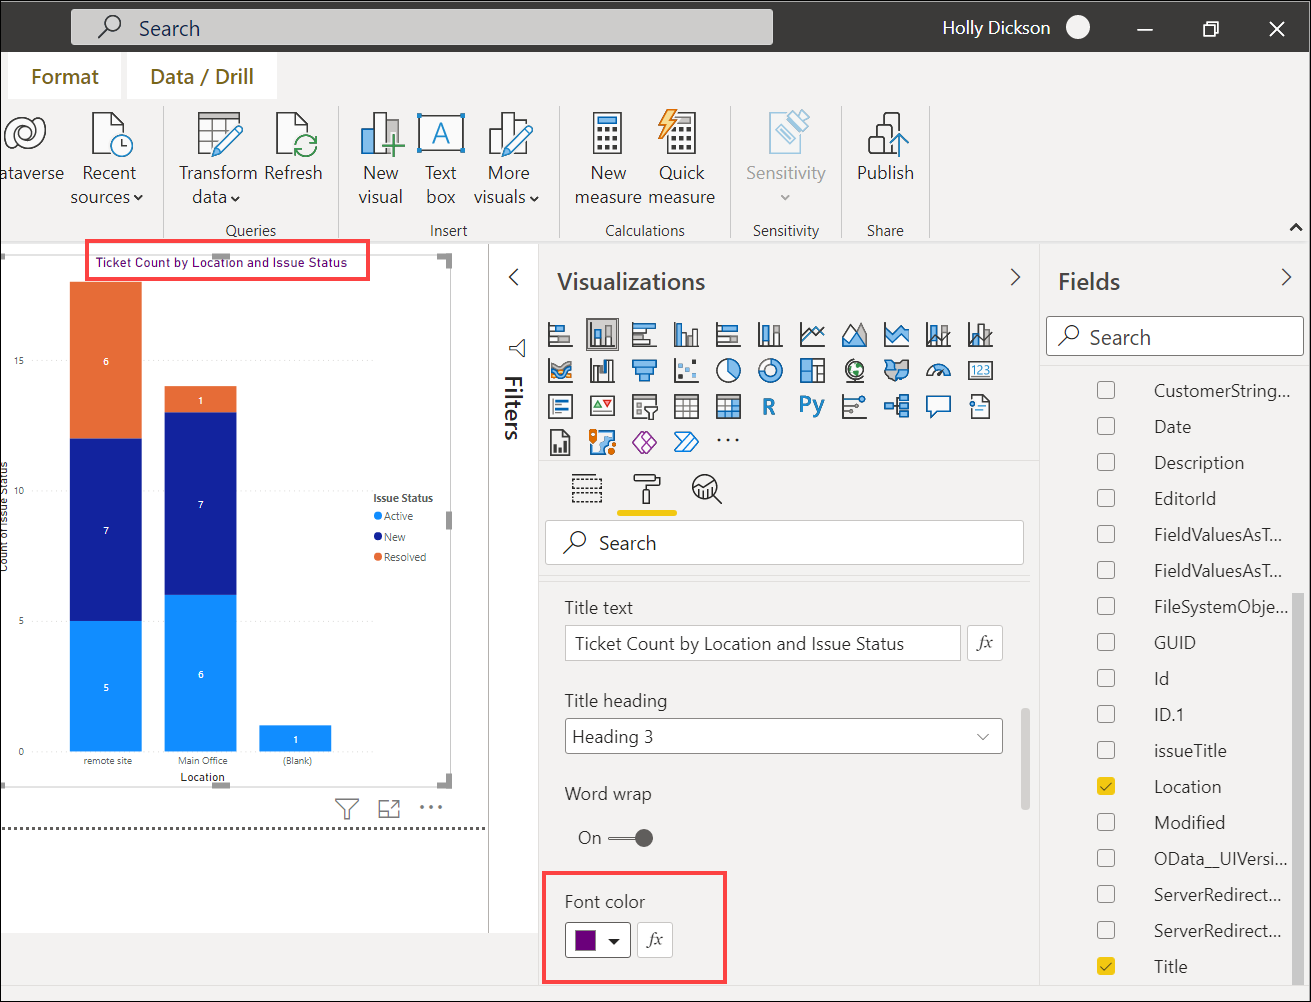 Search
Holly Dickson
Format
Data / Drill
ataverse
Recent
sources
Transform
data
Refresh
Queries
New
visual
Text
box
More
visuals
Insert
New
measure
Quick
measure
Calculations
Sensitivity
Sensitivity
Publish
Share
Ticket Count by Location and Issue Status
Count of Issue Status
15
10
5
0
6
7
5
1
7
6
1
remote site
Main Office
(Blank)
Location
Issue Status
Active
New
Resolved
Filters
Visualizations
123
R
Py
Search
Title text
Ticket Count by Location and Issue Status
fx
Title heading
Heading 3
Word wrap
On
Font color
fx
Fields
Search
CustomerString...
Date
Description
EditorId
FieldValuesAsT...
FieldValuesAsT...
FileSystemObje...
GUID
Id
ID.1
issueTitle
Location
Modified
OData__UIVersi...
ServerRedirect...
ServerRedirect...
Title